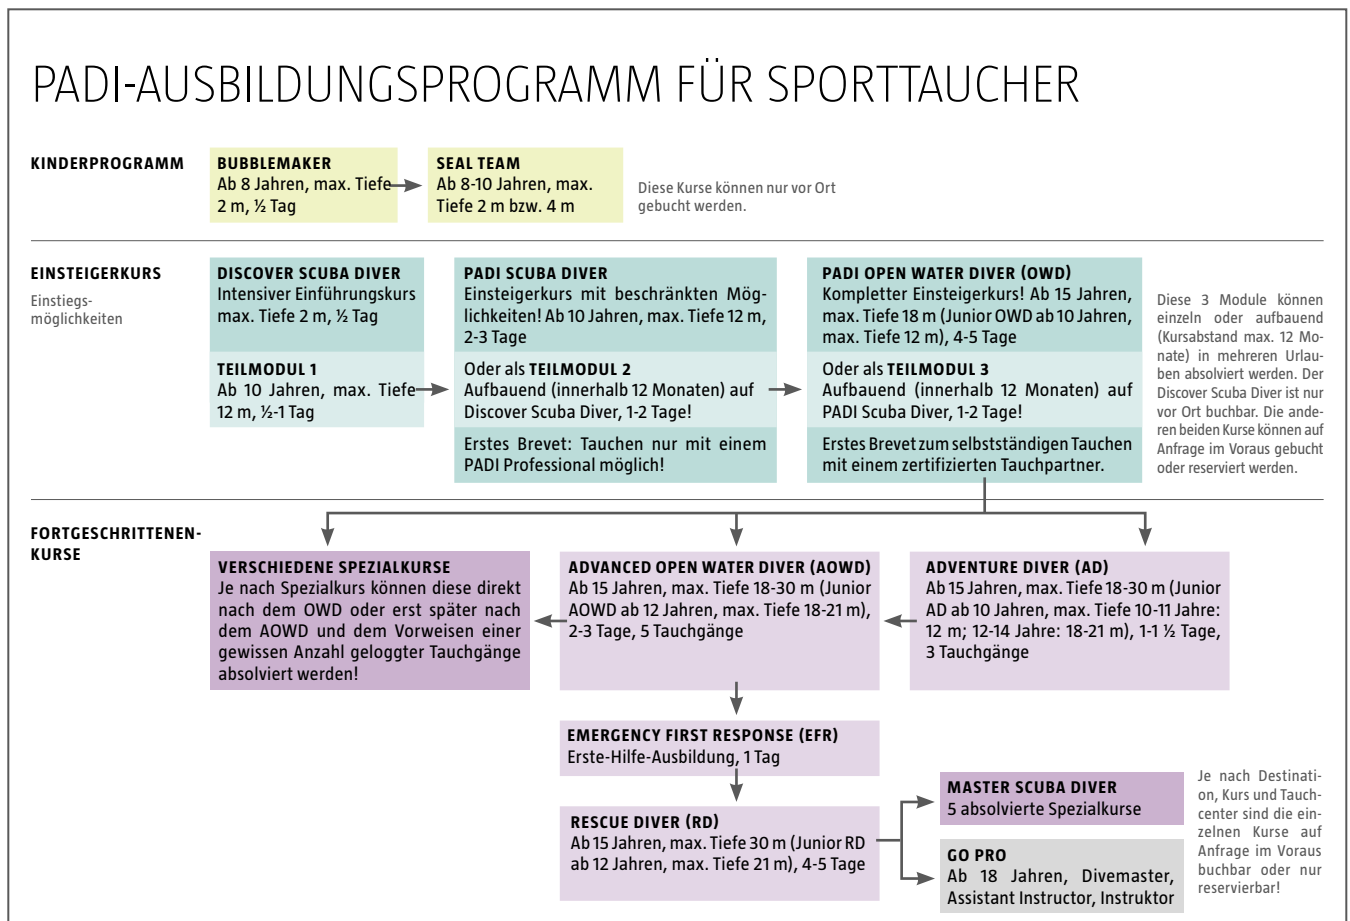 PADI-AUSBILDUNGSPROGRAMM FÜR SPORTTAUCHER
KINDERPROGRAMM
BUBBLEMAKER
Ab 8 Jahren, max. Tiefe
2 m, ½ Tag
SEAL TEAM
Ab 8-10 Jahren, max.
Tiefe 2 m bzw. 4 m
Diese Kurse können nur vor Ort
gebucht werden.
EINSTEIGERKURS
Einstiegs-
möglichkeiten
DISCOVER SCUBA DIVER
Intensiver Einführungskurs
max. Tiefe 2 m, ½ Tag
TEILMODUL 1
Ab 10 Jahren, max. Tiefe
12 m, ½-1 Tag
PADI SCUBA DIVER
Einsteigerkurs mit beschränkten Mög-
lichkeiten! Ab 10 Jahren, max. Tiefe 12 m,
2-3 Tage
Oder als TEILMODUL 2
Aufbauend (innerhalb 12 Monaten) auf
Discover Scuba Diver, 1-2 Tage!
Erstes Brevet: Tauchen nur mit einem
PADI Professional möglich!
PADI OPEN WATER DIVER (OWD)
Kompletter Einsteigerkurs! Ab 15 Jahren,
max. Tiefe 18 m (Junior OWD ab 10 Jahren,
max. Tiefe 12 m), 4-5 Tage
Oder als TEILMODUL 3
Aufbauend (innerhalb 12 Monaten) auf
PADI Scuba Diver, 1-2 Tage!
Erstes Brevet zum selbstständigen Tauchen
mit einem zertifizierten Tauchpartner.
Diese 3 Module können
einzeln oder aufbauend
(Kursabstand max. 12 Mo-
nate) in mehreren Urlau-
ben absolviert werden. Der
Discover Scuba Diver ist nur
vor Ort buchbar. Die ande-
ren beiden Kurse können auf
Anfrage im Voraus gebucht
oder reserviert werden.
FORTGESCHRITTENEN-
KURSE
VERSCHIEDENE SPEZIALKURSE
Je nach Spezialkurs können diese direkt
nach dem OWD oder erst später nach
dem AOWD und dem Vorweisen einer
gewissen Anzahl geloggter Tauchgänge
absolviert werden!
ADVANCED OPEN WATER DIVER (AOWD)
Ab 15 Jahren, max. Tiefe 18-30 m (Junior
AOWD ab 12 Jahren, max. Tiefe 18-21 m),
2-3 Tage, 5 Tauchgänge
ADVENTURE DIVER (AD)
Ab 15 Jahren, max. Tiefe 18-30 m (Junior
AD ab 10 Jahren, max. Tiefe 10-11 Jahre:
12 m; 12-14 Jahre: 18-21 m), 1-1 ½ Tage,
3 Tauchgänge
EMERGENCY FIRST RESPONSE (EFR)
Erste-Hilfe-Ausbildung, 1 Tag
RESCUE DIVER (RD)
Ab 15 Jahren, max. Tiefe 30 m (Junior RD
ab 12 Jahren, max. Tiefe 21 m), 4-5 Tage
MASTER SCUBA DIVER
5 absolvierte Spezialkurse
GO PRO
Ab 18 Jahren, Divemaster,
Assistant Instructor, Instruktor
Je nach Destinati-
on, Kurs und Tauch-
center sind die ein-
zelnen Kurse auf
Anfrage im Voraus
buchbar oder nur
reservierbar!